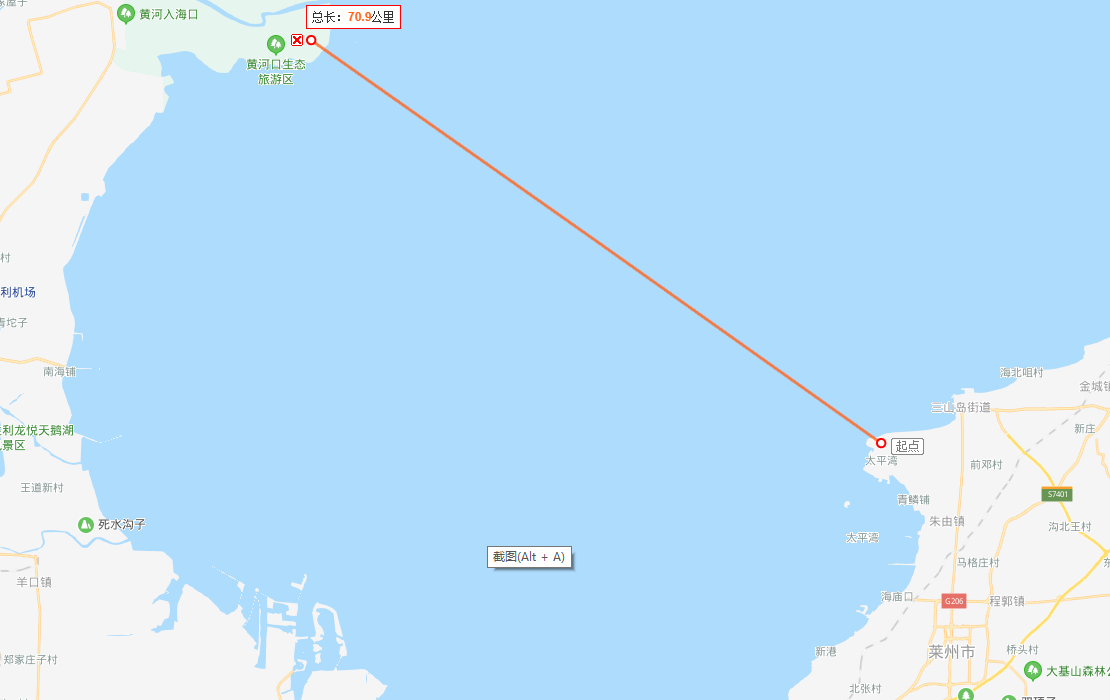 黄河入海口
总长：70.9公里
黄河口生态
旅游区
村
利机场
青坨子
南海铺
利龙悦天鹅湖
景区
王道新村
死水沟子
羊口镇
郑家庄子村
截图(Alt + A)
海北咀村
金城镇
三山岛街道
新庄
起点
太平湾
前邓村
S7401
青鳞铺
朱由镇
沟北王村
太平湾
马格庄村
海庙口
G206
程郭镇
新港
莱州市
桥头村
大基山森林公
北张村